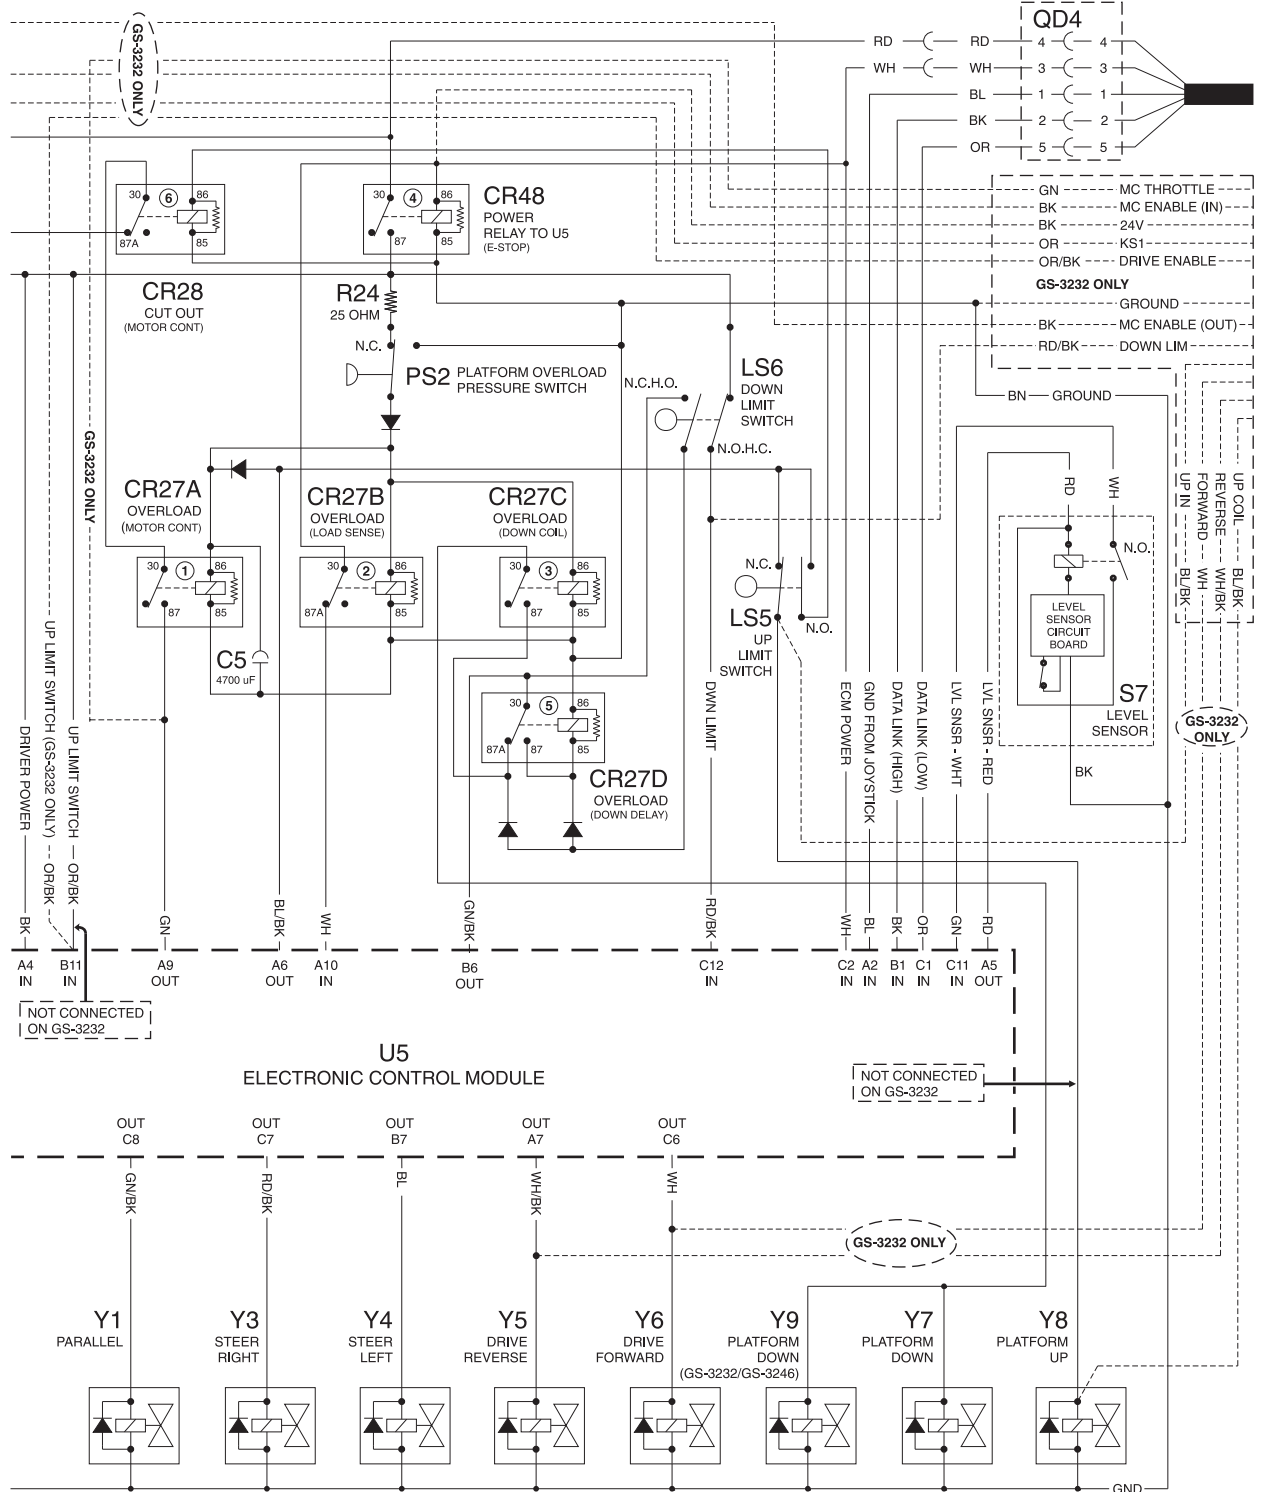 GS-3232 ONLY
QD4
RD RD 4 4
WH WH 3 3
BL 1 1
BK 2 2
OR 5 5
GN MC THROTTLE
BK MC ENABLE (IN)
BK 24V
OR KS1
OR/BK DRIVE ENABLE
GS-3232 ONLY
GROUND
BK MC ENABLE (OUT)
RD/BK DOWN LIM
BN GROUND
30 6 86
87A 85
CR28
CUT OUT
(MOTOR CONT)
30 4 86
87 85
CR48
POWER
RELAY TO U5
(E-STOP)
R24
25 OHM
N.C.
PS2 PLATFORM OVERLOAD
PRESSURE SWITCH
N.C.H.O.
LS6
DOWN
LIMIT
SWITCH
N.O.H.C.
GS-3232 ONLY
CR27A
OVERLOAD
(MOTOR CONT)
30 1 86
87 85
CR27B
OVERLOAD
(LOAD SENSE)
30 2 86
87A 85
CR27C
OVERLOAD
(DOWN COIL)
30 3 86
87 85
C5
4700 uF
30 5 86
87A 87 85
CR27D
OVERLOAD
(DOWN DELAY)
N.C.
LS5
N.O.
UP
LIMIT
SWITCH
RD
WH
N.O.
LEVEL
SENSOR
CIRCUIT
BOARD
S7
LEVEL
SENSOR
BK
UP IN BL/BK
FORWARD WH
REVERSE WH/BK
UP COIL BL/BK
GS-3232
ONLY
DRIVER POWER BK
UP LIMIT SWITCH (GS-3232 ONLY) OR/BK
UP LIMIT SWITCH OR/BK
GN
BL/BK
WH
GN/BK
DWN LIMIT RD/BK
ECM POWER WH
GND FROM JOYSTICK BL
DATA LINK (HIGH) BK
DATA LINK (LOW) OR
LVL SNSR - WHT GN
LVL SNSR - RED RD
A4 B11 A9 A6 A10 B6 C12 C2 A2 B1 C1 C11 A5
IN IN OUT OUT IN OUT IN IN IN IN IN IN OUT
NOT CONNECTED
ON GS-3232
U5
ELECTRONIC CONTROL MODULE
NOT CONNECTED
ON GS-3232
OUT OUT OUT OUT OUT
C8 C7 B7 A7 C6
GN/BK
RD/BK
BL
WH/BK
WH
GS-3232 ONLY
Y1
PARALLEL
Y3
STEER
RIGHT
Y4
STEER
LEFT
Y5
DRIVE
REVERSE
Y6
DRIVE
FORWARD
Y9
PLATFORM
DOWN
(GS-3232/GS-3246)
Y7
PLATFORM
DOWN
Y8
PLATFORM
UP
GND